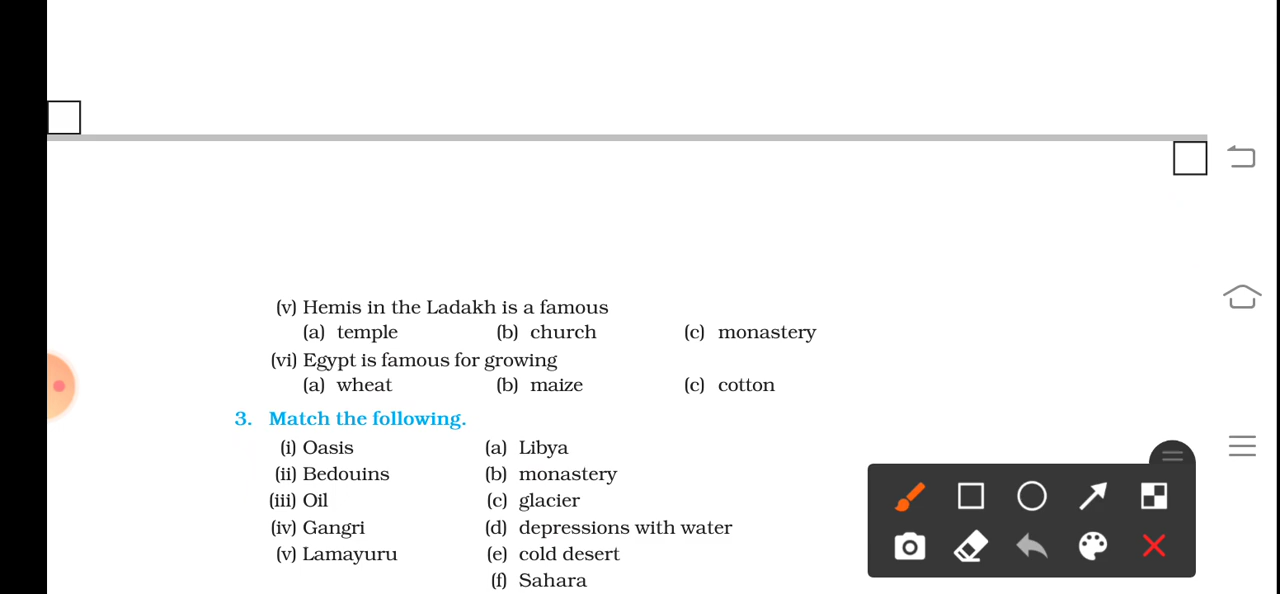 (v) Hemis in the Ladakh is a famous
(a) temple (b) church (c) monastery
(vi) Egypt is famous for growing
(a) wheat (b) maize (c) cotton
3. Match the following.
(i) Oasis (a) Libya
(ii) Bedouins (b) monastery
(iii) Oil (c) glacier
(iv) Gangri (d) depressions with water
(v) Lamayuru (e) cold desert
(f) Sahara